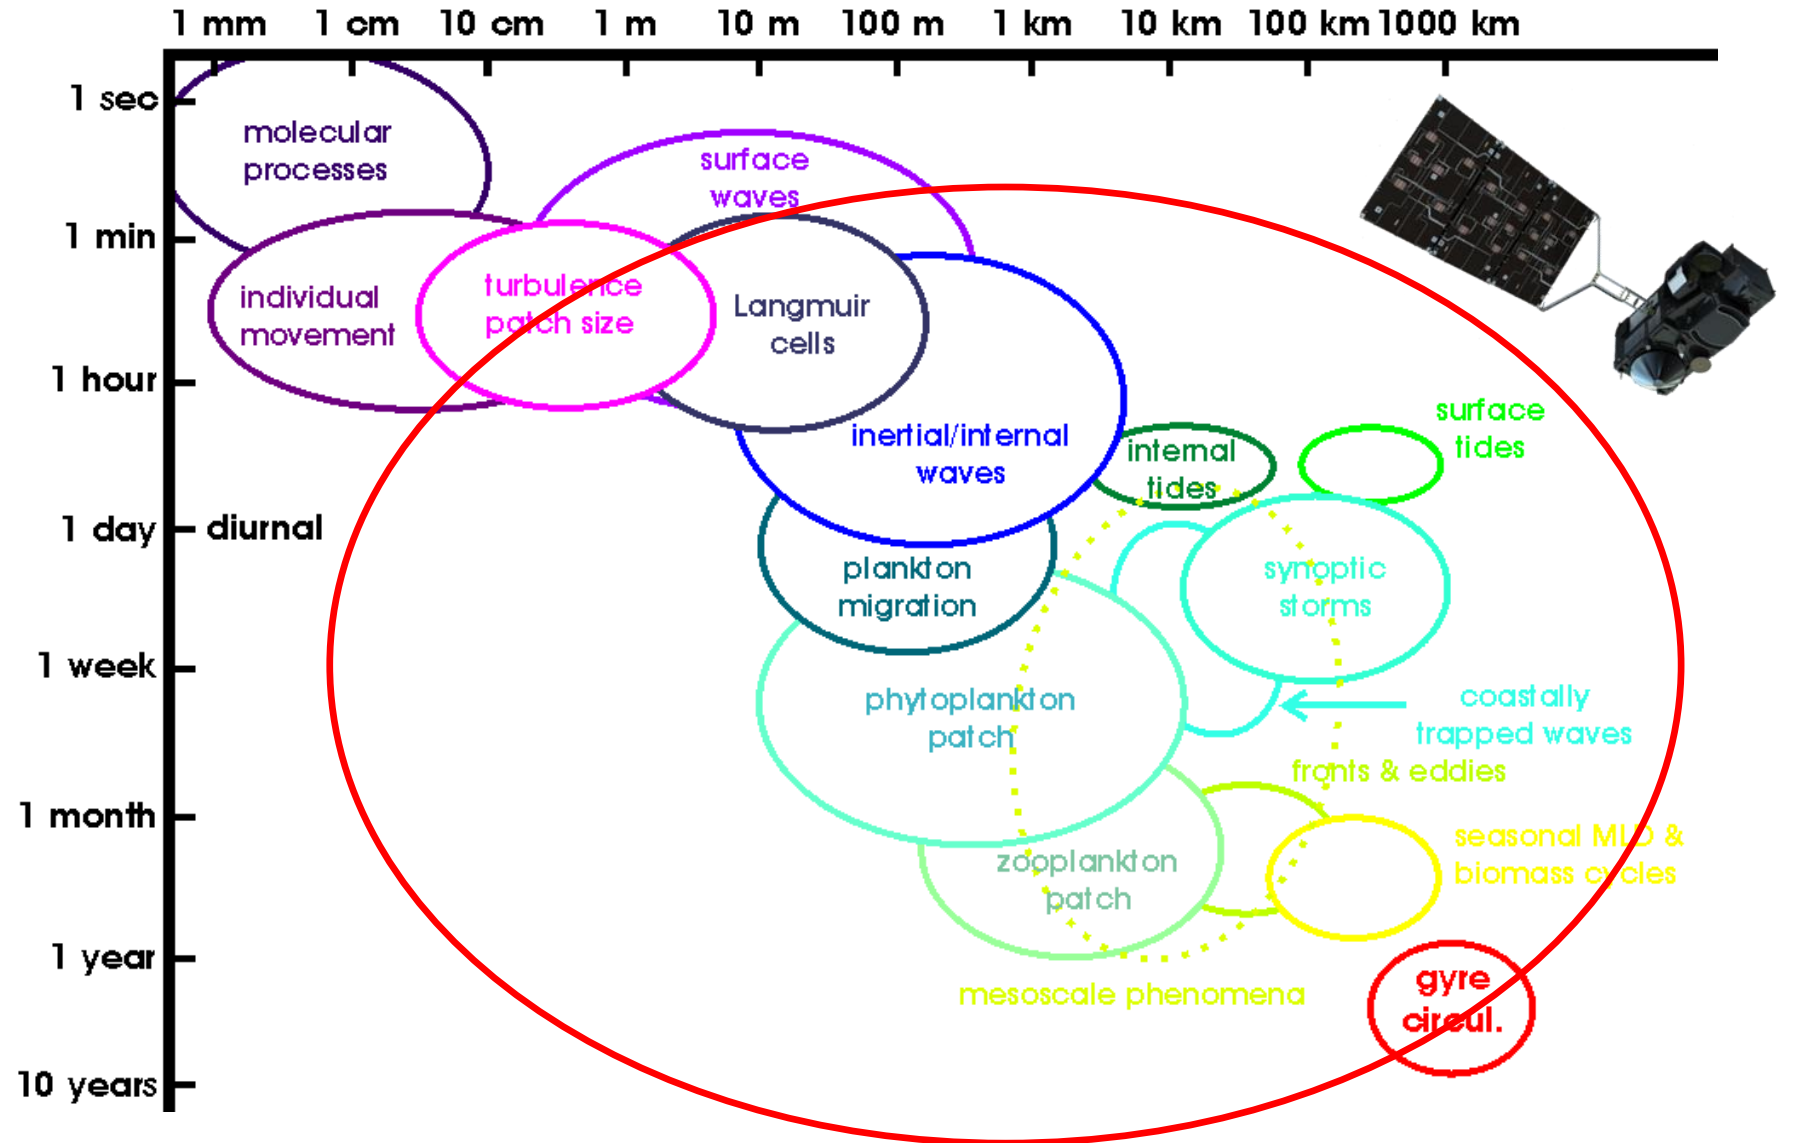 1 mm 1 cm 10 cm 1 m 10 m 100 m 1 km 10 km 100 km 1000 km
1 sec
molecular
processes
surface
waves
1 min
individual
movement
turbulence
patch size
Langmuir
cells
1 hour
inertial/internal
waves
internal
tides
surface
tides
1 day
diurnal
plankton
migration
synoptic
storms
1 week
phytoplankton
patch
coastally
trapped waves
fronts & eddies
1 month
zooplankton
patch
seasonal MLD &
biomass cycles
1 year
mesoscale phenomena
gyre
circul.
10 years